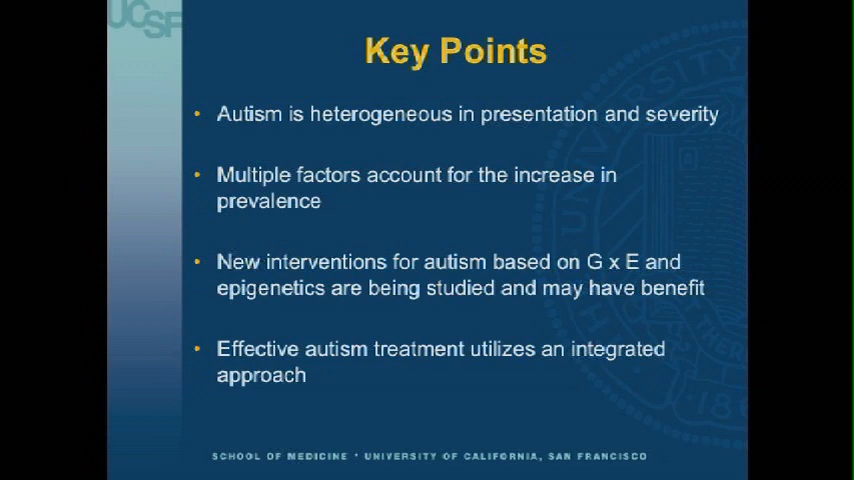 UCSF
Key Points
• Autism is heterogeneous in presentation and severity
• Multiple factors account for the increase in
prevalence
• New interventions for autism based on G x E and
epigenetics are being studied and may have benefit
• Effective autism treatment utilizes an integrated
approach
SCHOOL OF MEDICINE • UNIVERSITY OF CALIFORNIA, SAN FRANCISCO